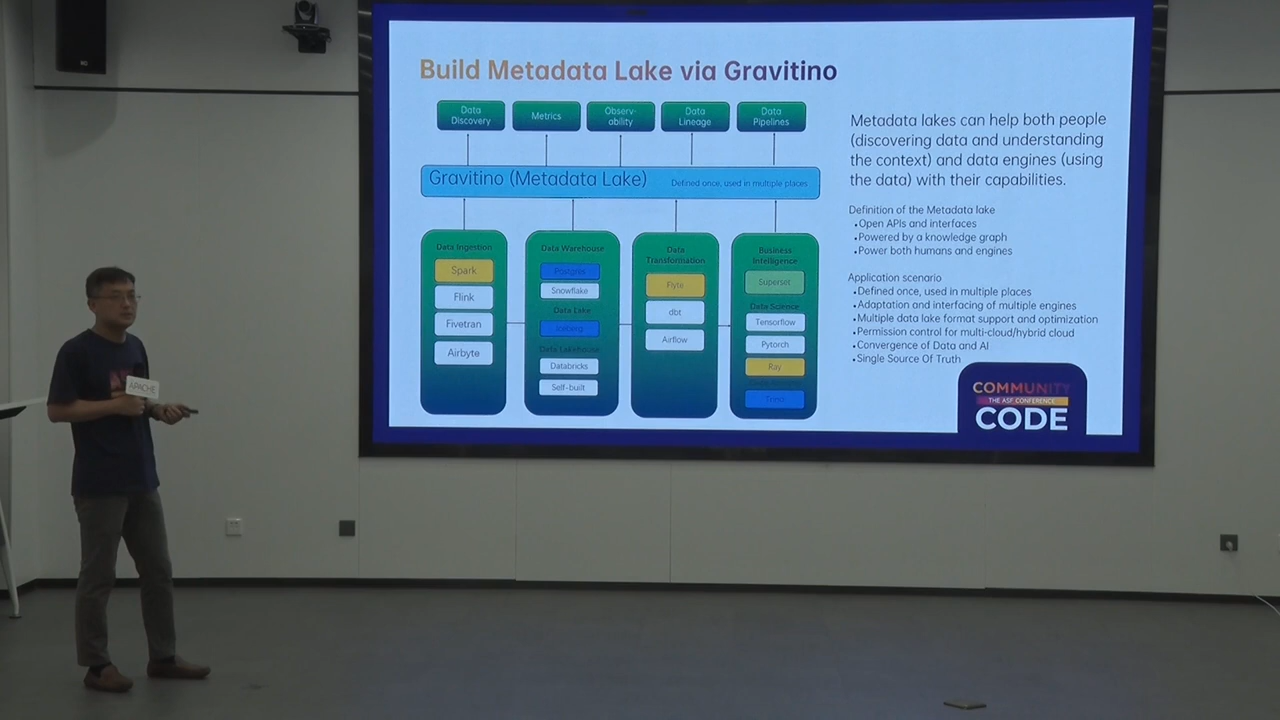 Build Metadata Lake via Gravitino
Data
Discovery
Metrics
Observ-
ability
Data
Lineage
Data
Pipelines
Gravitino (Metadata Lake)
Defined once, used in multiple places
Data Ingestion
Spark
Flink
Fivetran
Airbyte
Data Warehouse
Postgres
Snowflake
Data Lake
Iceberg
Data Lakehouse
Databricks
Self-built
Data
Transformation
Flyte
dbt
Airflow
Business
Intelligence
Superset
Data Science
Tensorflow
Pytorch
Ray
Metadata lakes can help both people
(discovering data and understanding
the context) and data engines (using
the data) with their capabilities.
Definition of the Metadata lake
•Open APIs and interfaces
•Powered by a knowledge graph
•Power both humans and engines
Application scenario
•Defined once, used in multiple places
•Adaptation and interfacing of multiple engines
•Multiple data lake format support and optimization
•Permission control for multi-cloud/hybrid cloud
•Convergence of Data and AI
•Single Source Of Truth
COMMUNITY
THE ASF CONFERENCE
CODE
APACHE